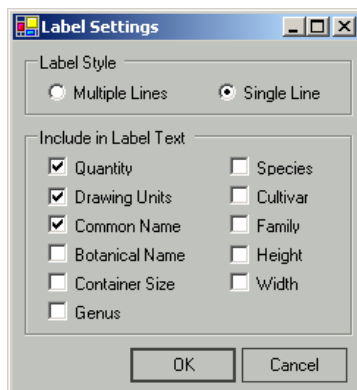 Label Settings
Label Style
Multiple Lines
Single Line
Include in Label Text
Quantity
Drawing Units
Common Name
Botanical Name
Container Size
Genus
Species
Cultivar
Family
Height
Width
OK
Cancel